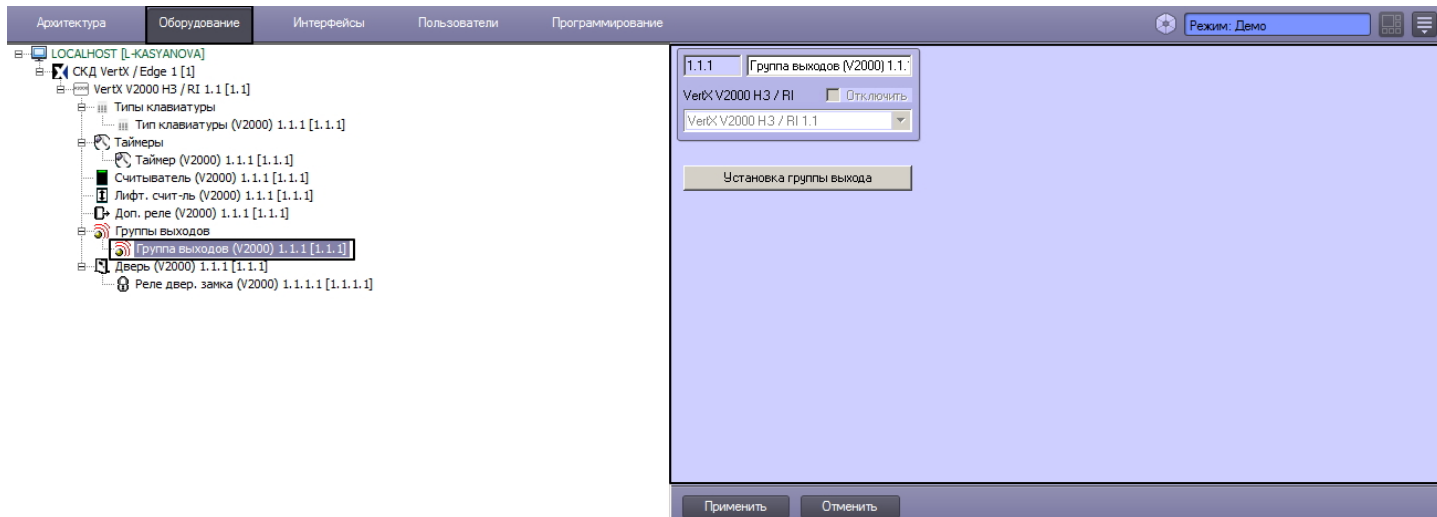 Архитектура Оборудование Интерфейсы Пользователи Программирование Режим: Демо
LOCALHOST [L-KASYANOVA]
СКД VertX / Edge 1 [1]
VertX V2000 НЗ / RI 1.1 [1.1]
Типы клавиатуры
Тип клавиатуры (V2000) 1.1.1 [1.1.1]
Таймеры
Таймер (V2000) 1.1.1 [1.1.1]
Считыватель (V2000) 1.1.1 [1.1.1]
Лифт. счит-ль (V2000) 1.1.1 [1.1.1]
Доп. реле (V2000) 1.1.1 [1.1.1]
Группы выходов
Группа выходов (V2000) 1.1.1 [1.1.1]
Дверь (V2000) 1.1.1 [1.1.1]
Реле двер. замка (V2000) 1.1.1.1 [1.1.1.1]
1.1.1 Группа выходов (V2000) 1.1.
VertX V2000 НЗ / RI Отключить
VertX V2000 НЗ / RI 1.1
Установка группы выхода
Применить Отменить